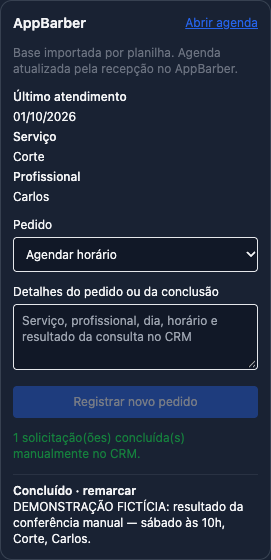 AppBarber
Abrir agenda
Base importada por planilha. Agenda
atualizada pela recepção no AppBarber.
Último atendimento
01/10/2026
Serviço
Corte
Profissional
Carlos
Pedido
Agendar horário
Detalhes do pedido ou da conclusão
Serviço, profissional, dia, horário e
resultado da consulta no CRM
Registrar novo pedido
1 solicitação(ões) concluída(s)
manualmente no CRM.
Concluído · remarcar
DEMONSTRAÇÃO FICTÍCIA: resultado da
conferência manual — sábado às 10h,
Corte, Carlos.